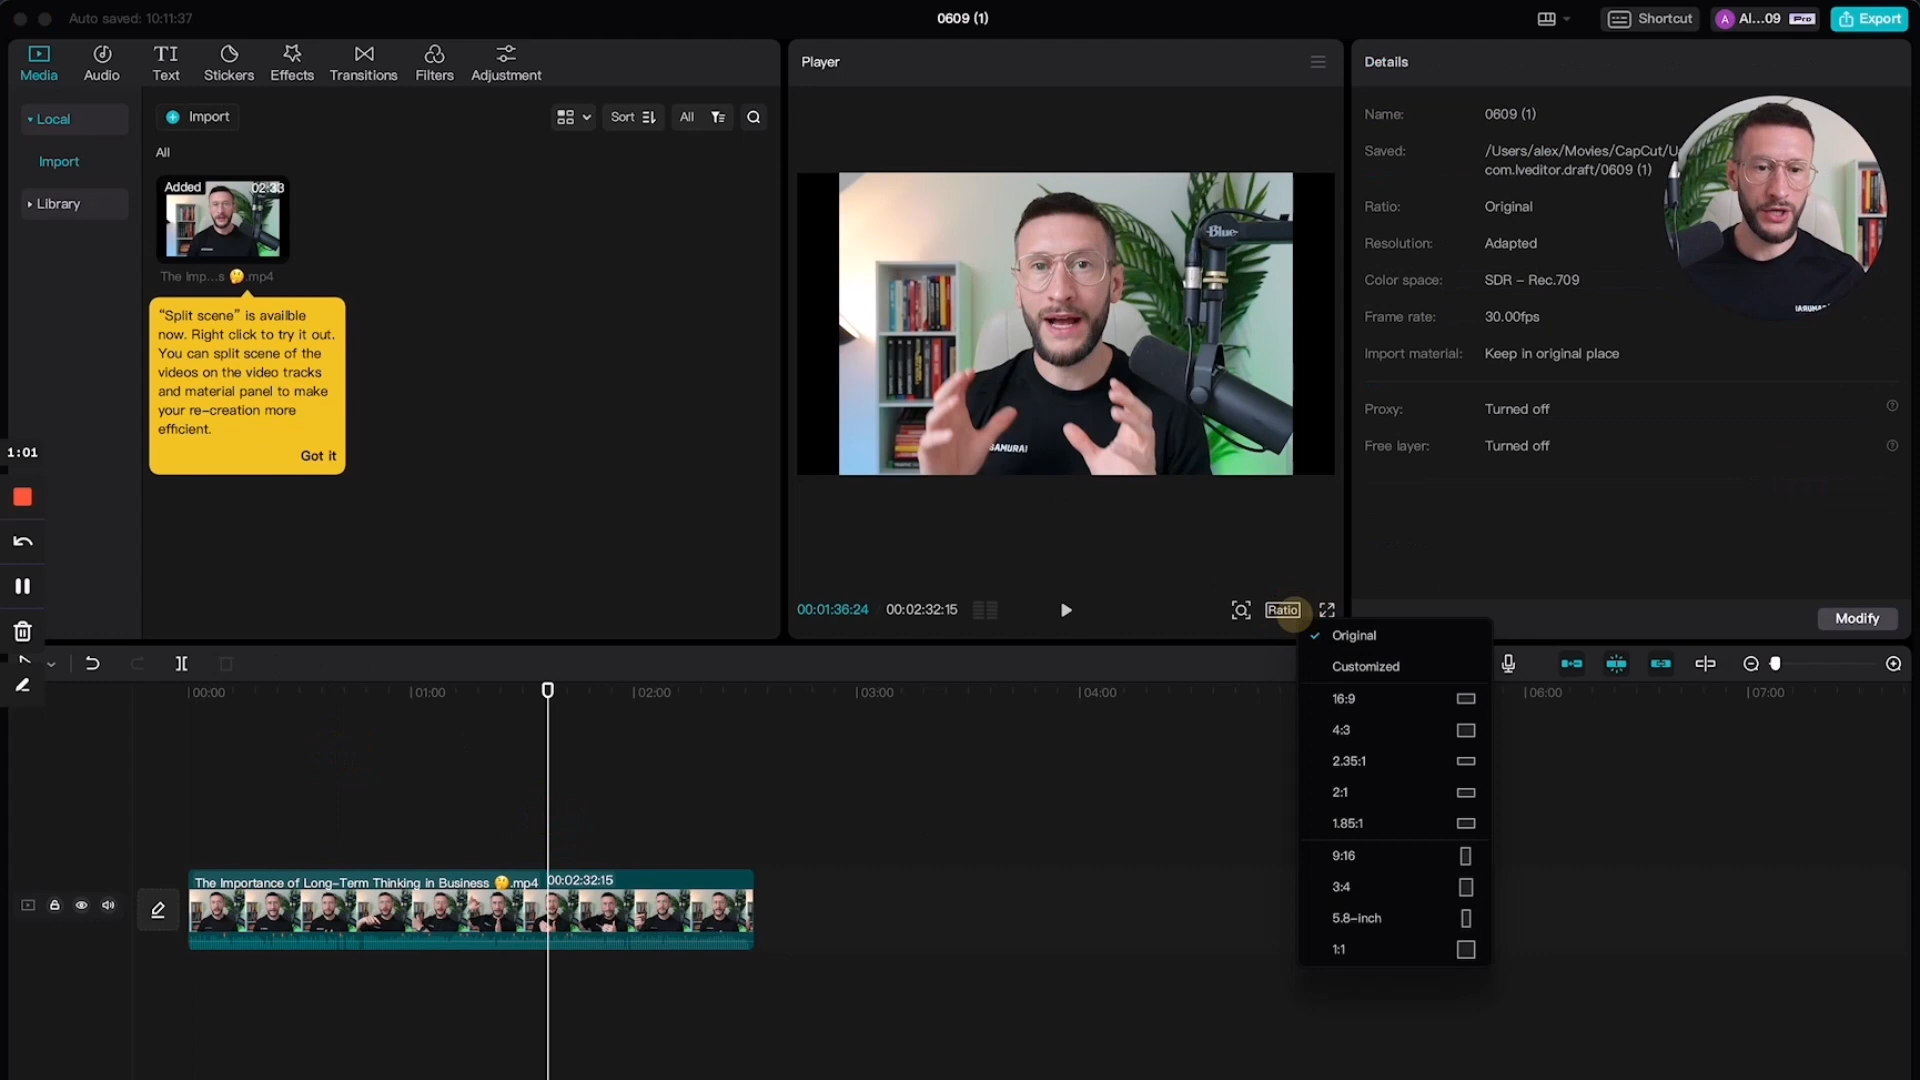 Auto saved: 10:11:37
0609 (1)
Shortcut
A
Al...09
Pro
Export
Media
Audio
TI
Text
Stickers
Effects
Transitions
Filters
Adjustment
Local
Import
Library
Import
Sort
All
All
Added
02:33
The Imp...s 🤔.mp4
“Split scene” is availble
now. Right click to try it out.
You can split scene of the
videos on the video tracks
and material panel to make
your re-creation more
efficient.
Got it
1:01
Player
Blue
SAMURAI
00:01:36:24
00:02:32:15
Ratio
Details
Name:
0609 (1)
Saved:
/Users/alex/Movies/CapCut/U
com.lveditor.draft/0609 (1)
Ratio:
Original
Resolution:
Adapted
Color space:
SDR – Rec.709
Frame rate:
30.00fps
Import material:
Keep in original place
Proxy:
Turned off
Free layer:
Turned off
Modify
Original
Customized
16:9
4:3
2.35:1
2:1
1.85:1
9:16
3:4
5.8-inch
1:1
00:00
01:00
02:00
03:00
04:00
06:00
07:00
The Importance of Long-Term Thinking in Business 🤔.mp4
00:02:32:15